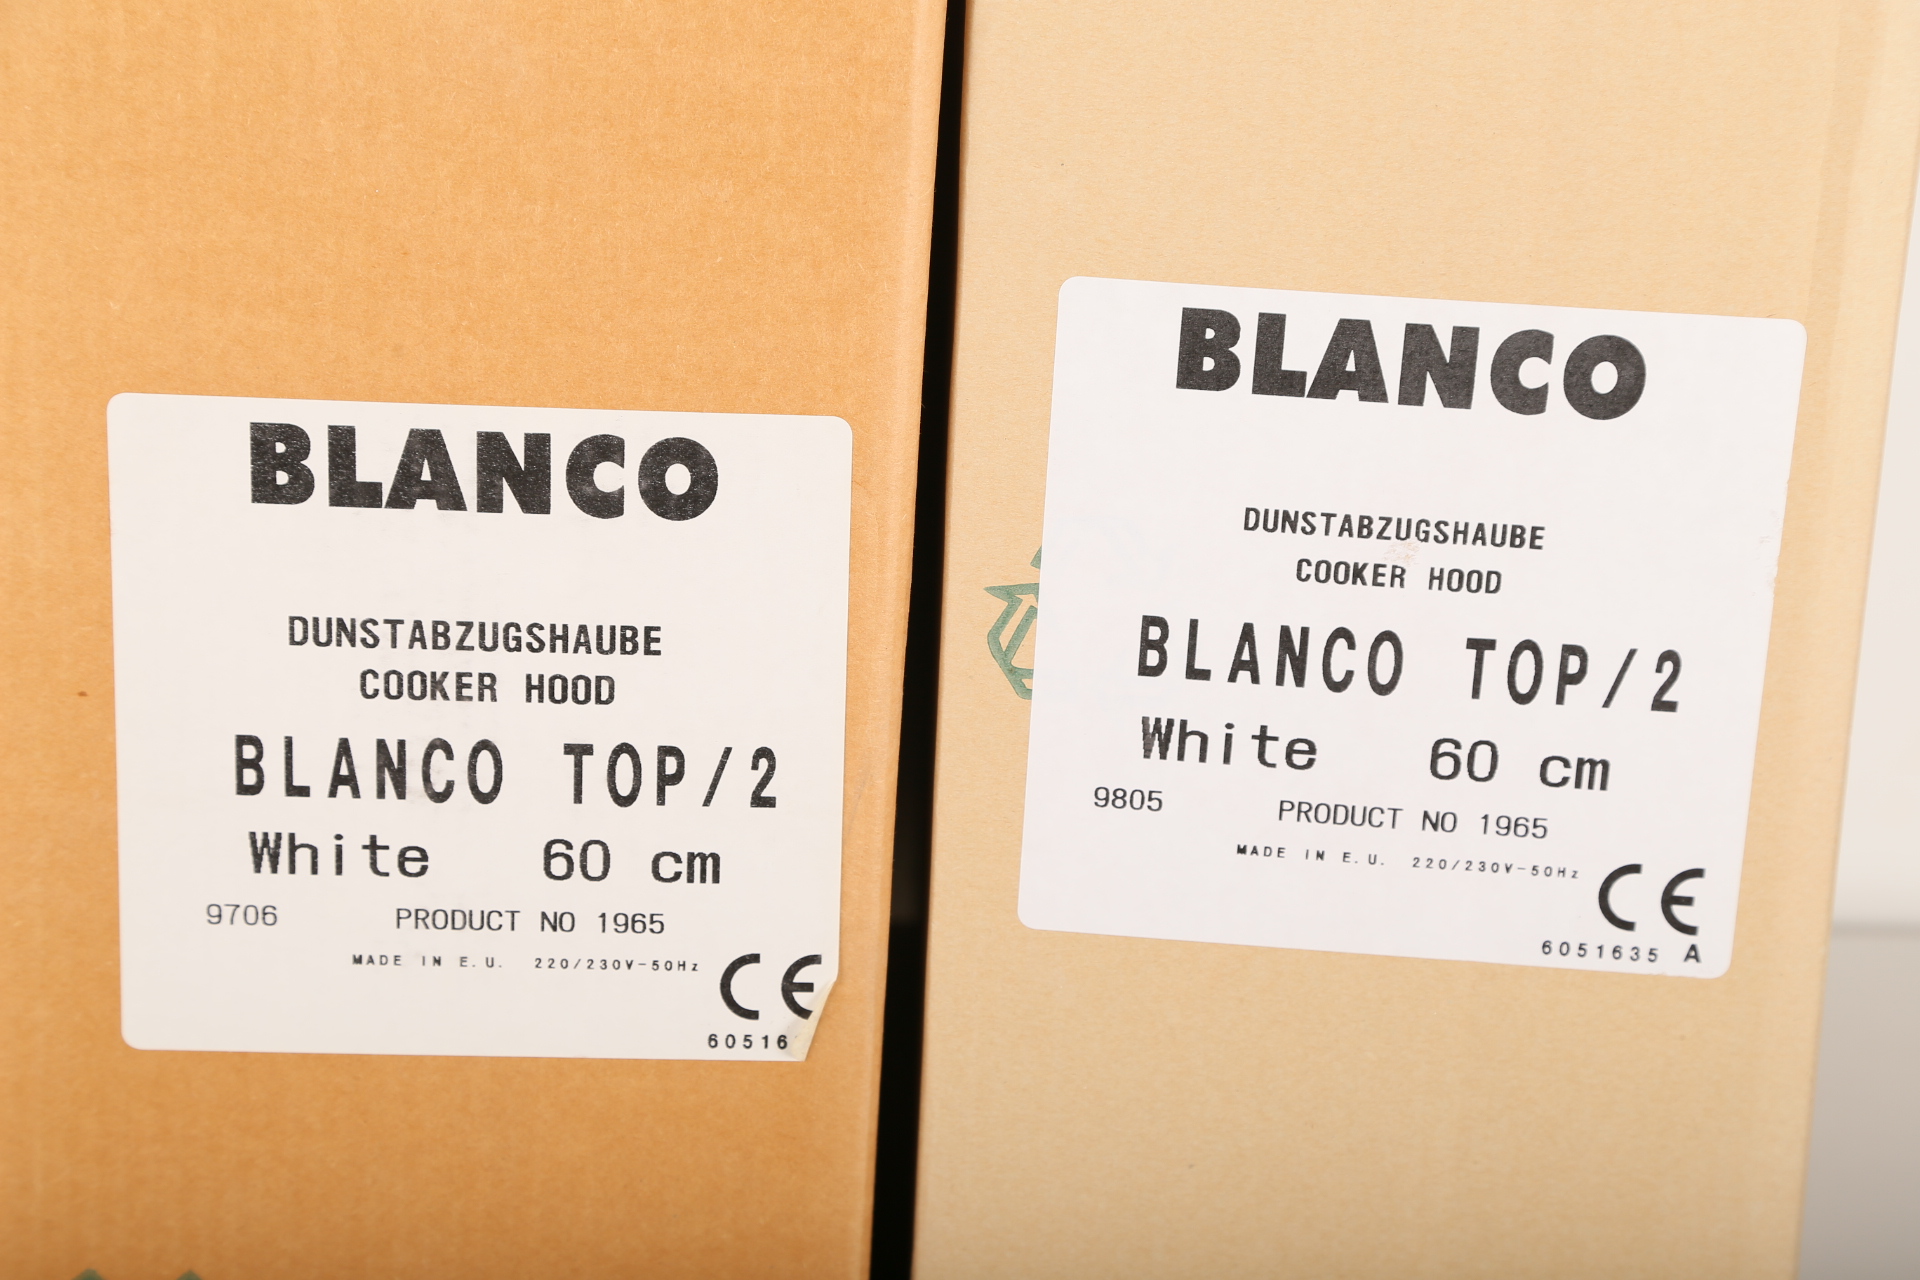 BLANCO
DUNSTABZUGSHAUBE
COOKER HOOD
BLANCO TOP/2
White 60 cm
9706 PRODUCT NO 1965
MADE IN E.U. 220/230V-50Hz CE
60516
BLANCO
DUNSTABZUGSHAUBE
COOKER HOOD
BLANCO TOP/2
White 60 cm
9805 PRODUCT NO 1965
MADE IN E.U. 220/230V-50Hz CE
6051635 A